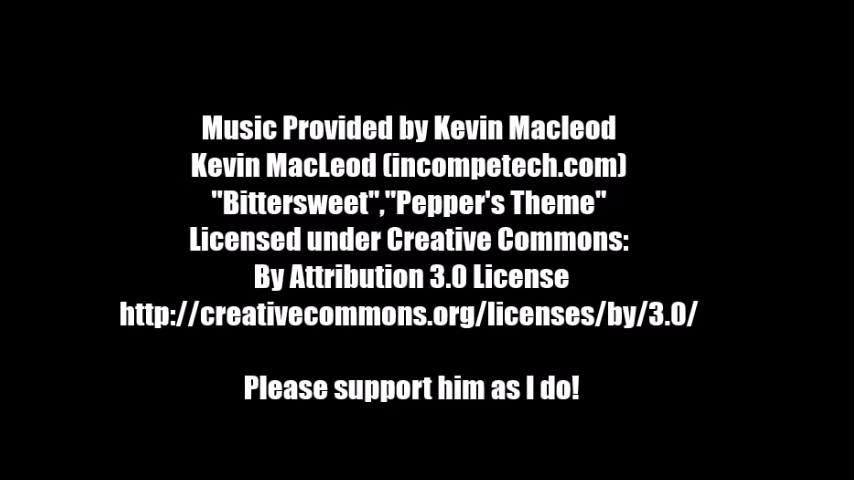 Music Provided by Kevin Macleod
Kevin MacLeod (incompetech.com)
"Bittersweet","Pepper's Theme"
Licensed under Creative Commons:
By Attribution 3.0 License
http://creativecommons.org/licenses/by/3.0/
Please support him as I do!